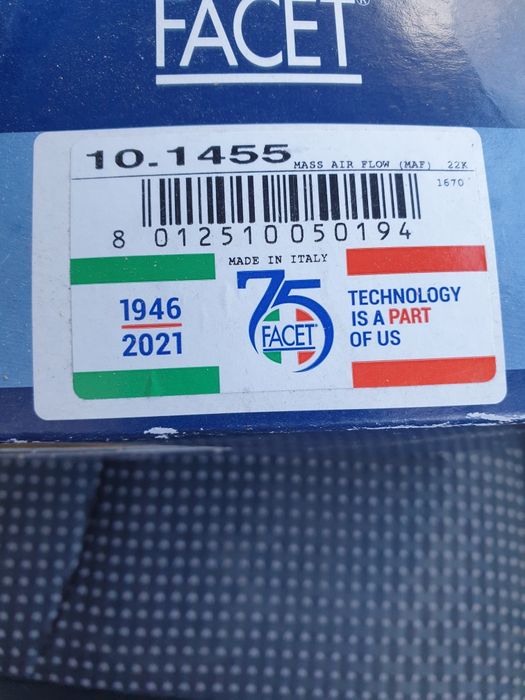 FACET®
10.1455 MASS AIR FLOW (MAF) 22K
1670
8 012510 050194
MADE IN ITALY
1946
2021
75
FACET
TECHNOLOGY
IS A PART
OF US